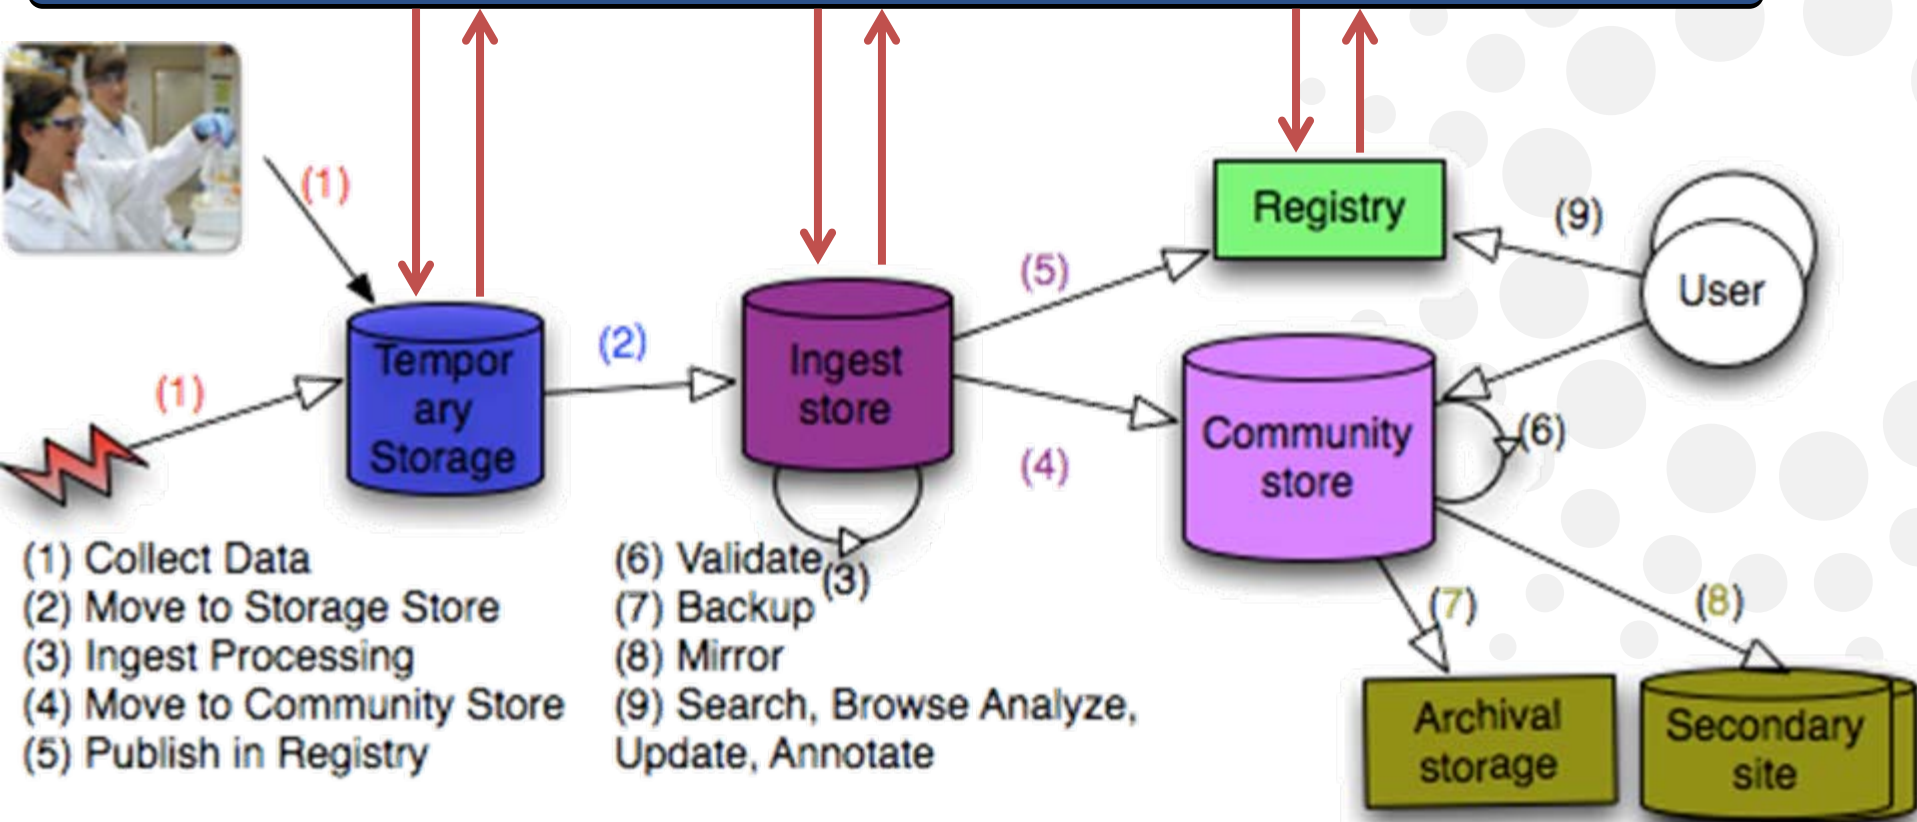 (1)
Registry
(9)
(5)
User
(2)
Tempor
ary
Storage
Ingest
store
(1)
Community
store
(6)
(4)
(3)
(7)
(8)
(1) Collect Data
(2) Move to Storage Store
(3) Ingest Processing
(4) Move to Community Store
(5) Publish in Registry
(6) Validate
(7) Backup
(8) Mirror
(9) Search, Browse Analyze,
Update, Annotate
Archival
storage
Secondary
site